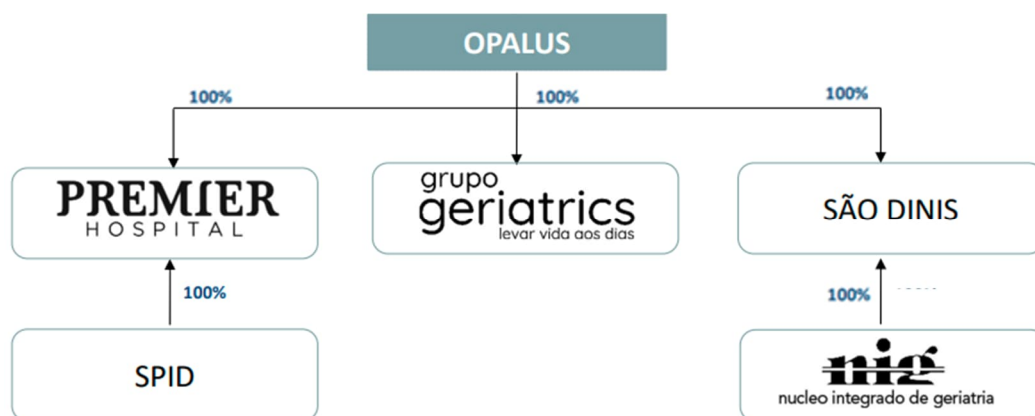 OPALUS
100%
100%
100%
PREMIER
HOSPITAL
grupo
geriatrics
levar vida aos dias
SÃO DINIS
100%
100%
SPID
nig
nucleo integrado de geriatria